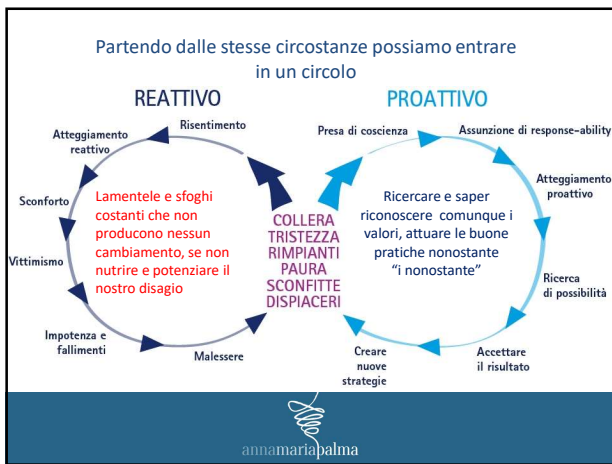 Partendo dalle stesse circostanze possiamo entrare
in un circolo
REATTIVO
Risentimento
Atteggiamento
reattivo
Sconforto
Vittimismo
Impotenza e
fallimenti
Malessere
Lamentele e sfoghi
costanti che non
producono nessun
cambiamento, se non
nutrire e potenziare il
nostro disagio
COLLERA
TRISTEZZA
RIMPIANTI
PAURA
SCONFITTE
DISPIACERI
PROATTIVO
Presa di coscienza
Assunzione di response-ability
Atteggiamento
proattivo
Ricerca
di possibilità
Accettare
il risultato
Creare
nuove
strategie
Ricercare e saper
riconoscere comunque i
valori, attuare le buone
pratiche nonostante
“i nonostante”
annamariapalma